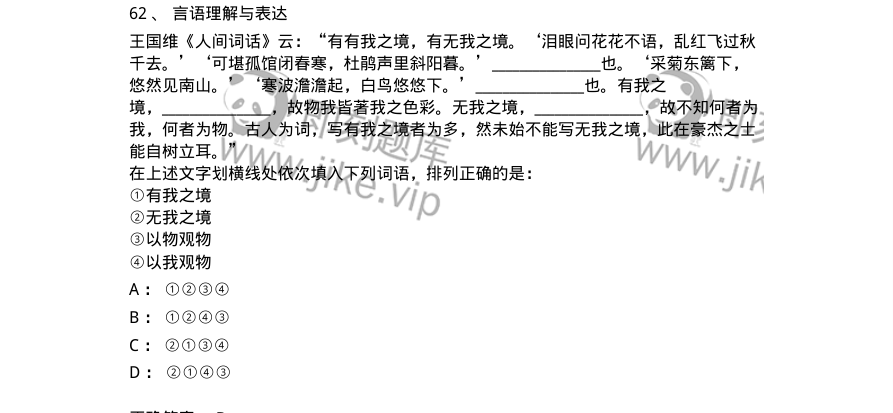 62 、 言语理解与表达
王国维《人间词话》云：“有有我之境，有无我之境。‘泪眼问花花不语，乱红飞过秋
千去。’‘可堪孤馆闭春寒，杜鹃声里斜阳暮。’_____________也。‘采菊东篱下，
悠然见南山。’‘寒波澹澹起，白鸟悠悠下。’_____________也。有我之
境，_____________，故物我皆著我之色彩。无我之境，_____________，故不知何者为
我，何者为物。古人为词，写有我之境者为多，然未始不能写无我之境，此在豪杰之士
能自树立耳。”
在上述文字划横线处依次填入下列词语，排列正确的是：
①有我之境
②无我之境
③以物观物
④以我观物
A： ①②③④
B： ①②④③
C： ②①③④
D： ②①④③
即刻题库
www.jike.vip
www.jik